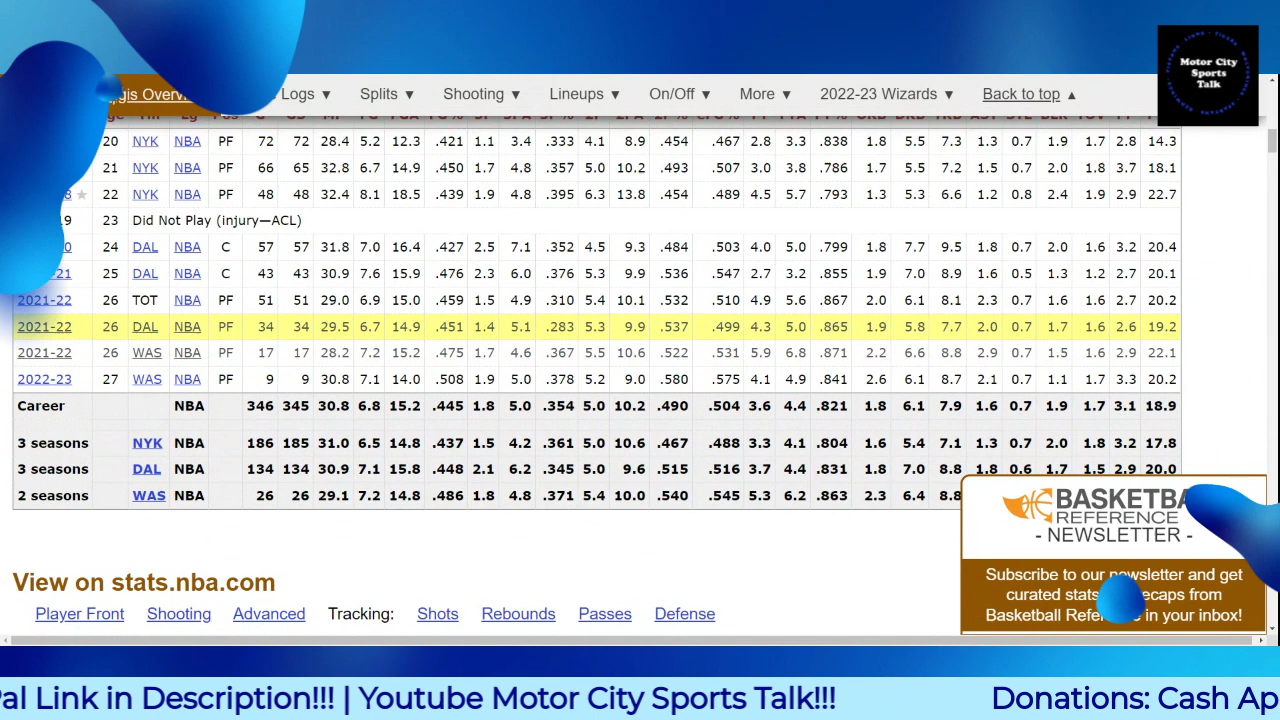 Logs ▼ Splits ▼ Shooting ▼ Lineups ▼ On/Off ▼ More ▼ 2022-23 Wizards ▼ Back to top ▲
Motor City
Sports
Talk
20 NYK NBA PF 72 72 28.4 5.2 12.3 .421 1.1 3.4 .333 4.1 8.9 .454 .467 2.8 3.3 .838 1.8 5.5 7.3 1.3 0.7 1.9 1.7 2.8 14.3
21 NYK NBA PF 66 65 32.8 6.7 14.9 .450 1.7 4.8 .357 5.0 10.2 .493 .507 3.0 3.8 .786 1.7 5.5 7.2 1.5 0.7 2.0 1.8 3.7 18.1
22 NYK NBA PF 48 48 32.4 8.1 18.5 .439 1.9 4.8 .395 6.3 13.8 .454 .489 4.5 5.7 .793 1.3 5.3 6.6 1.2 0.8 2.4 1.9 2.9 22.7
23 Did Not Play (injury—ACL)
24 DAL NBA C 57 57 31.8 7.0 16.4 .427 2.5 7.1 .352 4.5 9.3 .484 .503 4.0 5.0 .799 1.8 7.7 9.5 1.8 0.7 2.0 1.6 3.2 20.4
25 DAL NBA C 43 43 30.9 7.6 15.9 .476 2.3 6.0 .376 5.3 9.9 .536 .547 2.7 3.2 .855 1.9 7.0 8.9 1.6 0.5 1.3 1.2 2.7 20.1
2021-22 26 TOT NBA PF 51 51 29.0 6.9 15.0 .459 1.5 4.9 .310 5.4 10.1 .532 .510 4.9 5.6 .867 2.0 6.1 8.1 2.3 0.7 1.6 1.6 2.7 20.2
2021-22 26 DAL NBA PF 34 34 29.5 6.7 14.9 .451 1.4 5.1 .283 5.3 9.9 .537 .499 4.3 5.0 .865 1.9 5.8 7.7 2.0 0.7 1.7 1.6 2.6 19.2
2021-22 26 WAS NBA PF 17 17 28.2 7.2 15.2 .475 1.7 4.6 .367 5.5 10.6 .522 .531 5.9 6.8 .871 2.2 6.6 8.8 2.9 0.7 1.5 1.6 2.9 22.1
2022-23 27 WAS NBA PF 9 9 30.8 7.1 14.0 .508 1.9 5.0 .378 5.2 9.0 .580 .575 4.1 4.9 .841 2.6 6.1 8.7 2.1 0.7 1.1 1.7 3.3 20.2
Career NBA 346 345 30.8 6.8 15.2 .445 1.8 5.0 .354 5.0 10.2 .490 .504 3.6 4.4 .821 1.8 6.1 7.9 1.6 0.7 1.9 1.7 3.1 18.9
3 seasons NYK NBA 186 185 31.0 6.5 14.8 .437 1.5 4.2 .361 5.0 10.6 .467 .488 3.3 4.1 .804 1.6 5.4 7.1 1.3 0.7 2.0 1.8 3.2 17.8
3 seasons DAL NBA 134 134 30.9 7.1 15.8 .448 2.1 6.2 .345 5.0 9.6 .515 .516 3.7 4.4 .831 1.8 7.0 8.8 1.8 0.6 1.7 1.5 2.9 20.0
2 seasons WAS NBA 26 26 29.1 7.2 14.8 .486 1.8 4.8 .371 5.4 10.0 .540 .545 5.3 6.2 .863 2.3 6.4 8.8
BASKETBA
REFERENCE
- NEWSLETTER -
Subscribe to our newsletter and get
curated stats ecaps from
Basketball Refer in your inbox!
View on stats.nba.com
Player Front Shooting Advanced Tracking: Shots Rebounds Passes Defense
Pal Link in Description!!! | Youtube Motor City Sports Talk!!! Donations: Cash Ap